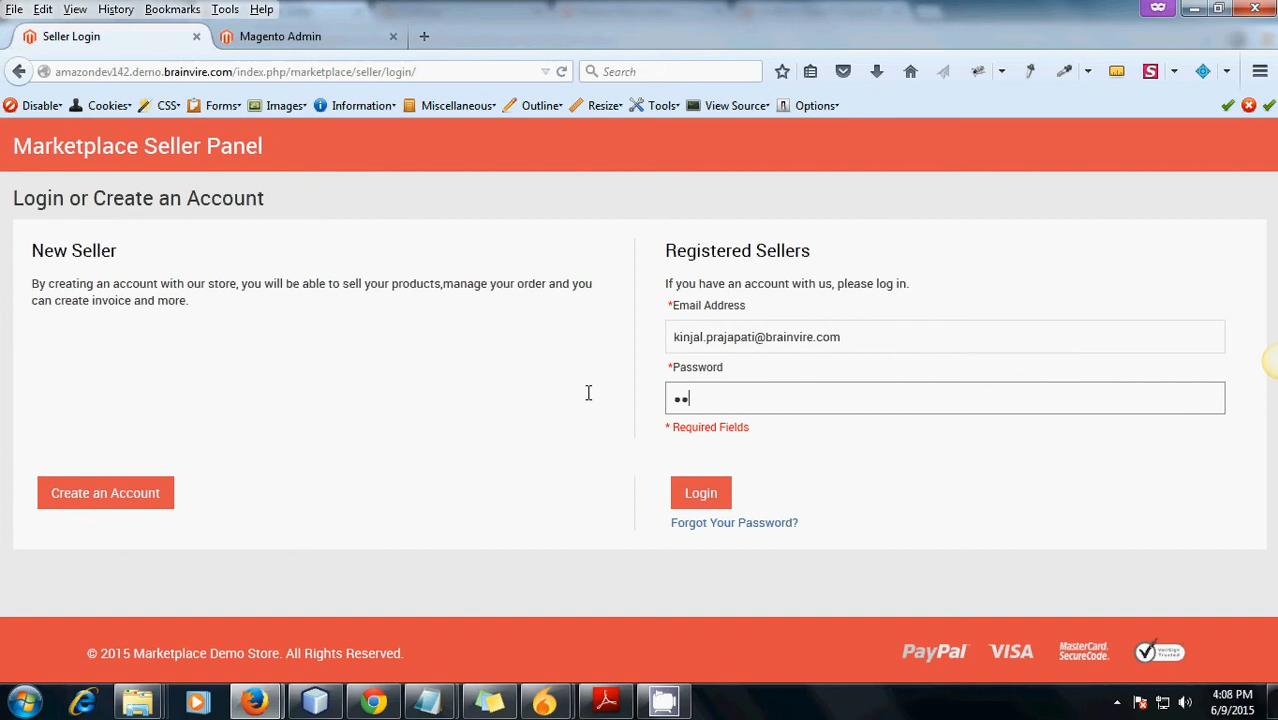 File Edit View History Bookmarks Tools Help
Seller Login × Magento Admin × +
amazondev142.demo.brainvire.com/index.php/marketplace/seller/login/ Search
Disable Cookies CSS Forms Images Information Miscellaneous Outline Resize Tools View Source Options
Marketplace Seller Panel
Login or Create an Account
New Seller
By creating an account with our store, you will be able to sell your products,manage your order and you
can create invoice and more.
Create an Account
Registered Sellers
If you have an account with us, please log in.
*Email Address
kinjal.prajapati@brainvire.com
*Password
••
* Required Fields
Login
Forgot Your Password?
© 2015 Marketplace Demo Store. All Rights Reserved.
PayPal VISA MasterCard. SecureCode. VeriSign Trusted
4:08 PM
6/9/2015